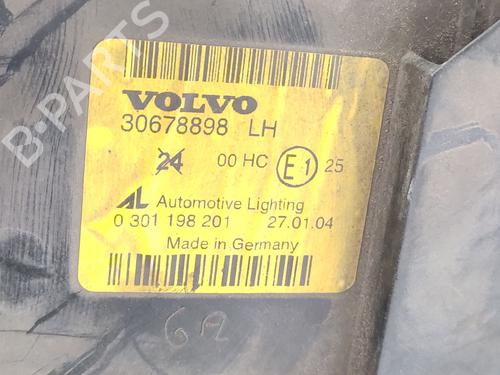 B-PARTS
VOLVO
30678898 LH
24 00 HC E1 25
AL Automotive Lighting
0 301 198 201 27.01.04
Made in Germany